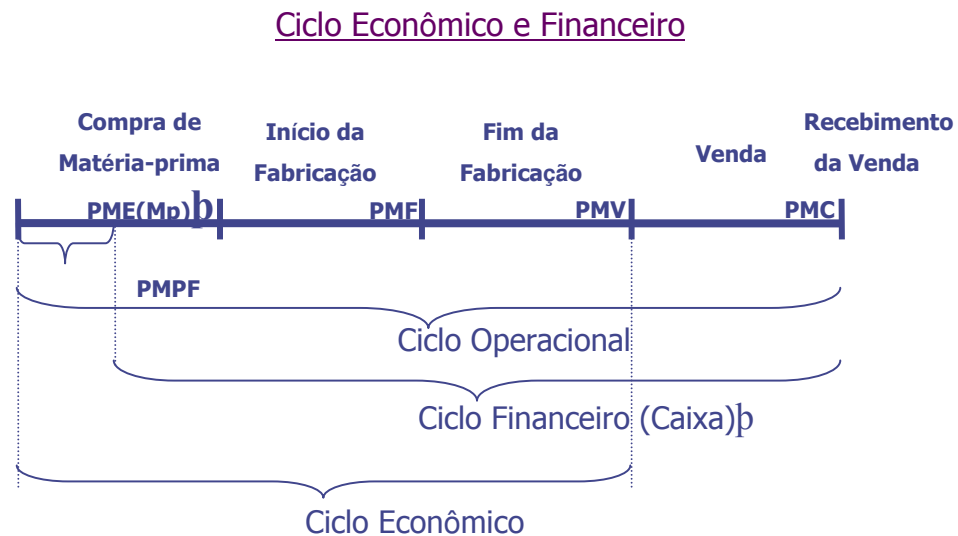 Ciclo Econômico e Financeiro
Compra de
Matéria-prima
Início da
Fabricação
Fim da
Fabricação
Venda
Recebimento
da Venda
PME(Mp)þ
PMF
PMV
PMC
PMPF
Ciclo Operacional
Ciclo Financeiro (Caixa)þ
Ciclo Econômico